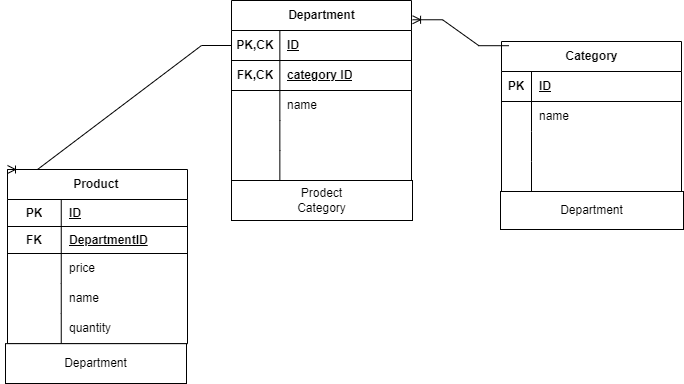 Department
PK,CK ID
FK,CK category ID
name
Prodect
Category
Category
PK ID
name
Department
Product
PK ID
FK DepartmentID
price
name
quantity
Department